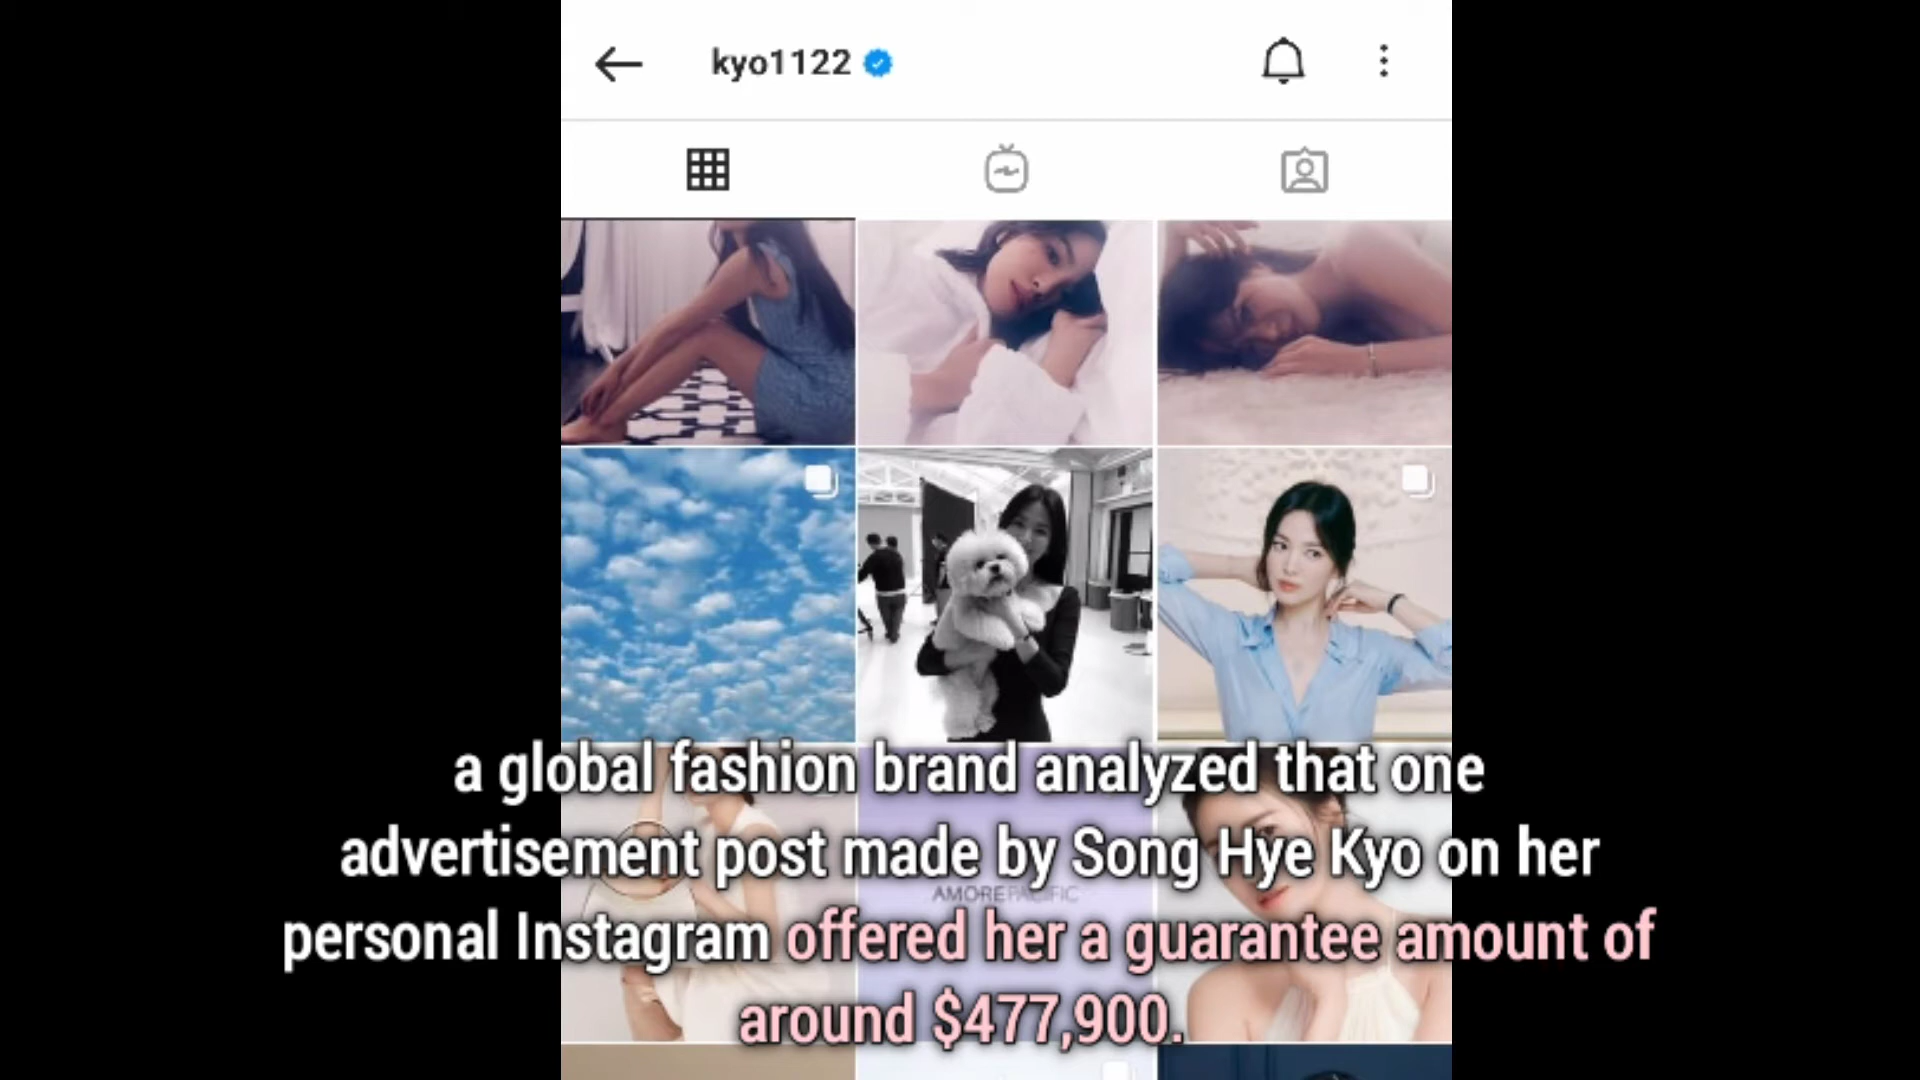 kyo1122
a global fashion brand analyzed that one
advertisement post made by Song Hye Kyo on her
AMOREPACIFIC
personal Instagram offered her a guarantee amount of
around $477,900.